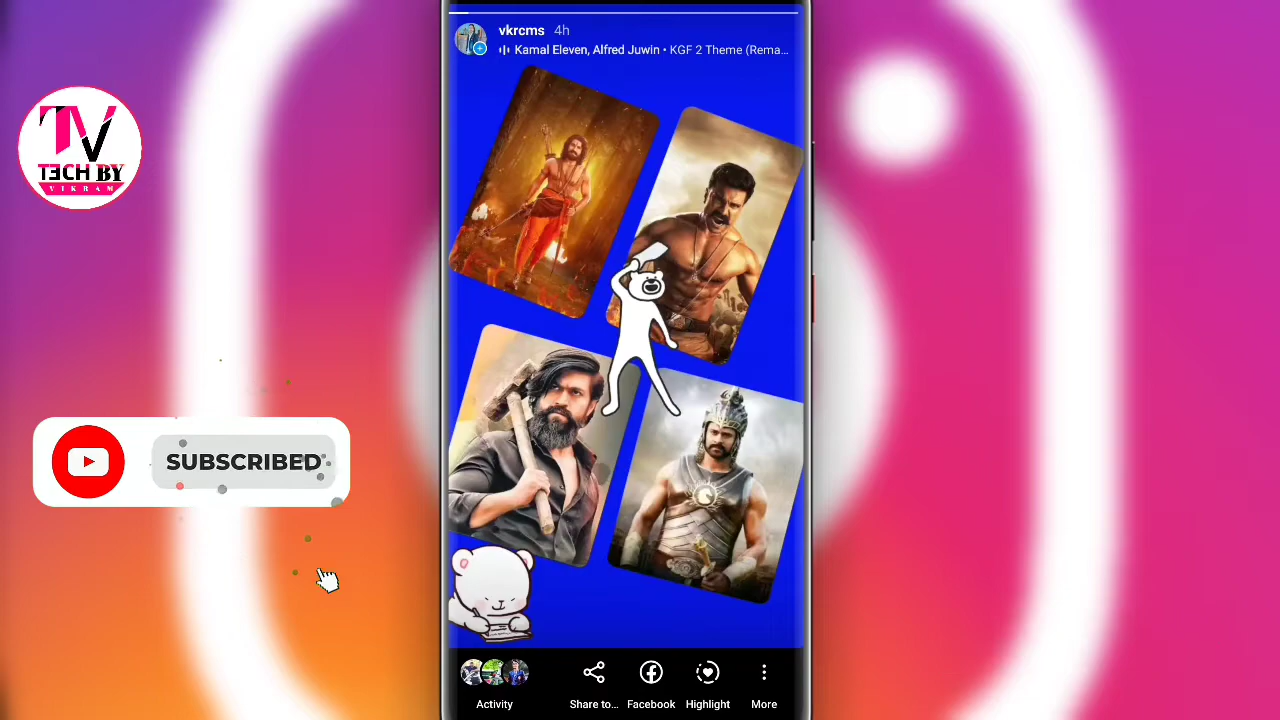 vkrcms 4h
Kamal Eleven, Alfred Juwin • KGF 2 Theme (Rema...
TV
TECH BY
VIKRAM
SUBSCRIBED
Activity
Share to...
Facebook
Highlight
More